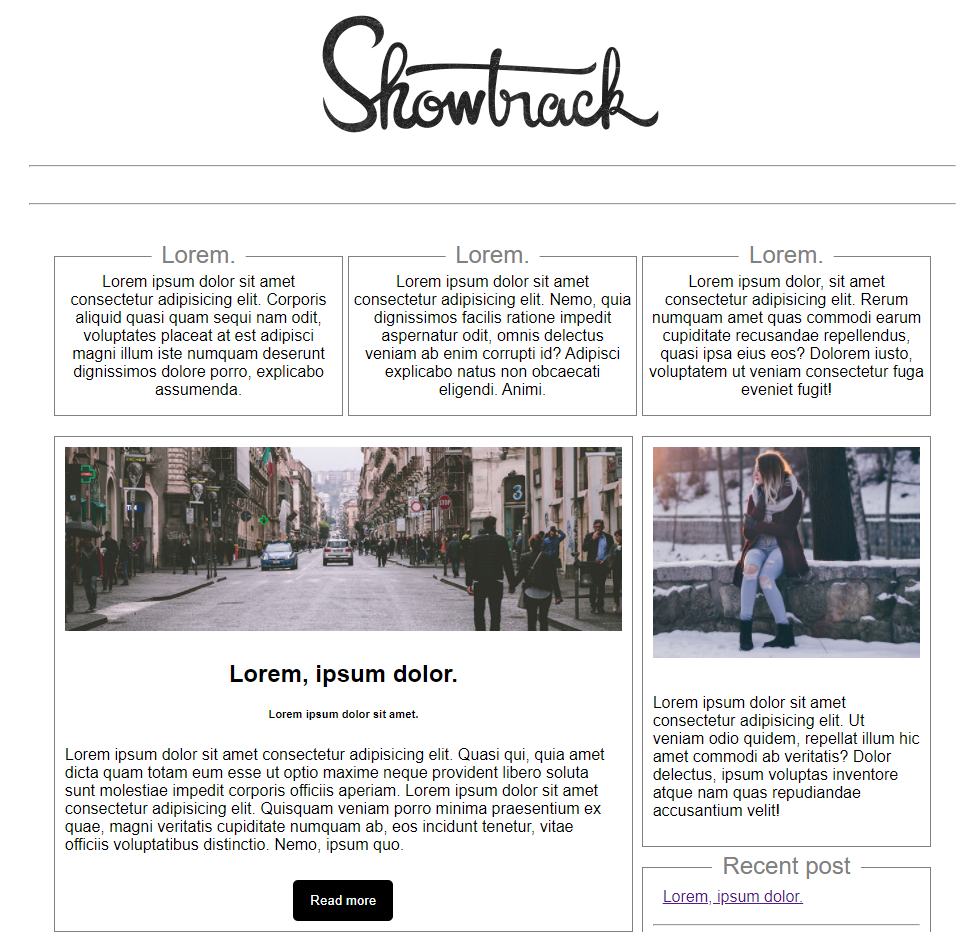 Showtrack
Lorem.
Lorem ipsum dolor sit amet
consectetur adipisicing elit. Corporis
aliquid quasi quam sequi nam odit,
voluptates placeat at est adipisci
magni illum iste numquam deserunt
dignissimos dolore porro, explicabo
assumenda.
Lorem.
Lorem ipsum dolor sit amet
consectetur adipisicing elit. Nemo, quia
dignissimos facilis ratione impedit
aspernatur odit, omnis delectus
veniam ab enim corrupti id? Adipisci
explicabo natus non obcaecati
eligendi. Animi.
Lorem.
Lorem ipsum dolor, sit amet
consectetur adipisicing elit. Rerum
numquam amet quas commodi earum
cupiditate recusandae repellendus,
quasi ipsa eius eos? Dolorem iusto,
voluptatem ut veniam consectetur fuga
eveniet fugit!
3
Lorem, ipsum dolor.
Lorem ipsum dolor sit amet.
Lorem ipsum dolor sit amet consectetur adipisicing elit. Quasi qui, quia amet
dicta quam totam eum esse ut optio maxime neque provident libero soluta
sunt molestiae impedit corporis officiis aperiam. Lorem ipsum dolor sit amet
consectetur adipisicing elit. Quisquam veniam porro minima praesentium ex
quae, magni veritatis cupiditate numquam ab, eos incidunt tenetur, vitae
officiis voluptatibus distinctio. Nemo, ipsum quo.
Read more
Lorem ipsum dolor sit amet
consectetur adipisicing elit. Ut
veniam odio quidem, repellat illum hic
amet commodi ab veritatis? Dolor
delectus, ipsum voluptas inventore
atque nam quas repudiandae
accusantium velit!
Recent post
Lorem, ipsum dolor.